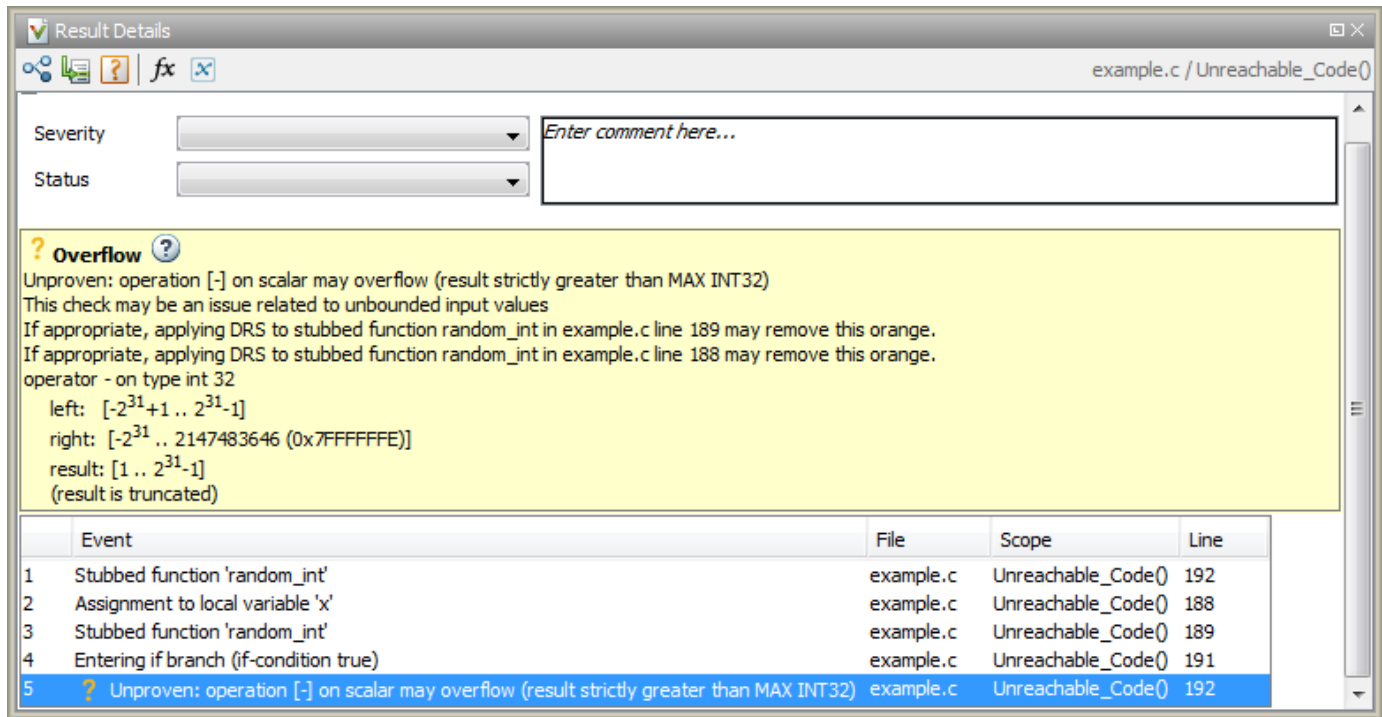 Result Details
fx x example.c / Unreachable_Code()
Severity
Enter comment here...
Status
? Overflow ?
Unproven: operation [-] on scalar may overflow (result strictly greater than MAX INT32)
This check may be an issue related to unbounded input values
If appropriate, applying DRS to stubbed function random_int in example.c line 189 may remove this orange.
If appropriate, applying DRS to stubbed function random_int in example.c line 188 may remove this orange.
operator - on type int 32
left: [-2^31+1 .. 2^31-1]
right: [-2^31 .. 2147483646 (0x7FFFFFFE)]
result: [1 .. 2^31-1]
(result is truncated)
Event File Scope Line
1 Stubbed function 'random_int' example.c Unreachable_Code() 192
2 Assignment to local variable 'x' example.c Unreachable_Code() 188
3 Stubbed function 'random_int' example.c Unreachable_Code() 189
4 Entering if branch (if-condition true) example.c Unreachable_Code() 191
5 ? Unproven: operation [-] on scalar may overflow (result strictly greater than MAX INT32) example.c Unreachable_Code() 192